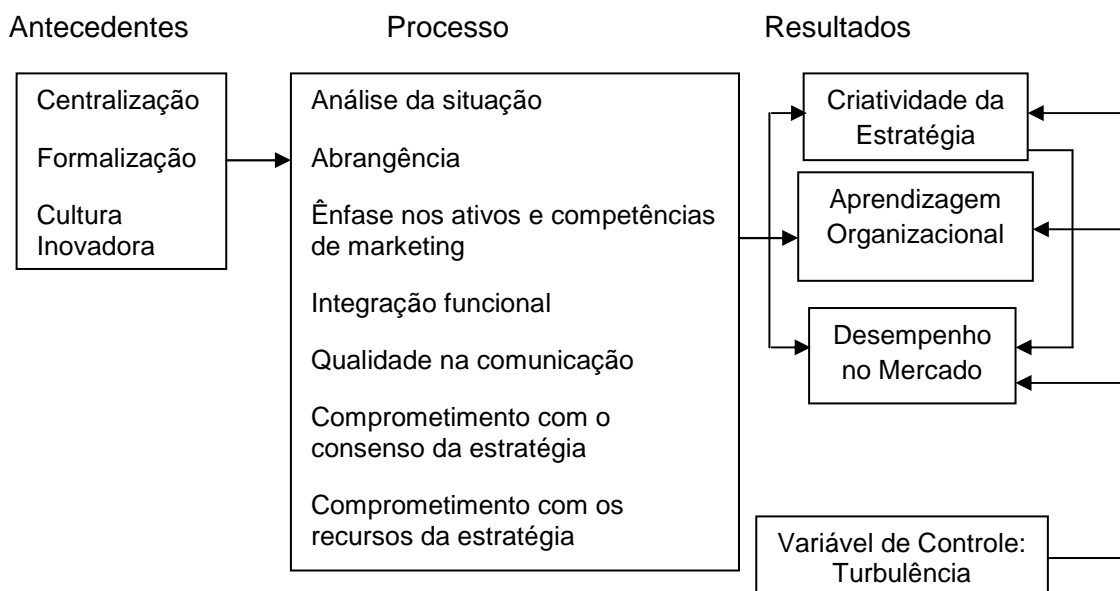 Antecedentes
Processo
Resultados
Centralização
Formalização
Cultura
Inovadora
Análise da situação
Abrangência
Ênfase nos ativos e competências
de marketing
Integração funcional
Qualidade na comunicação
Comprometimento com o
consenso da estratégia
Comprometimento com os
recursos da estratégia
Criatividade da
Estratégia
Aprendizagem
Organizacional
Desempenho
no Mercado
Variável de Controle:
Turbulência